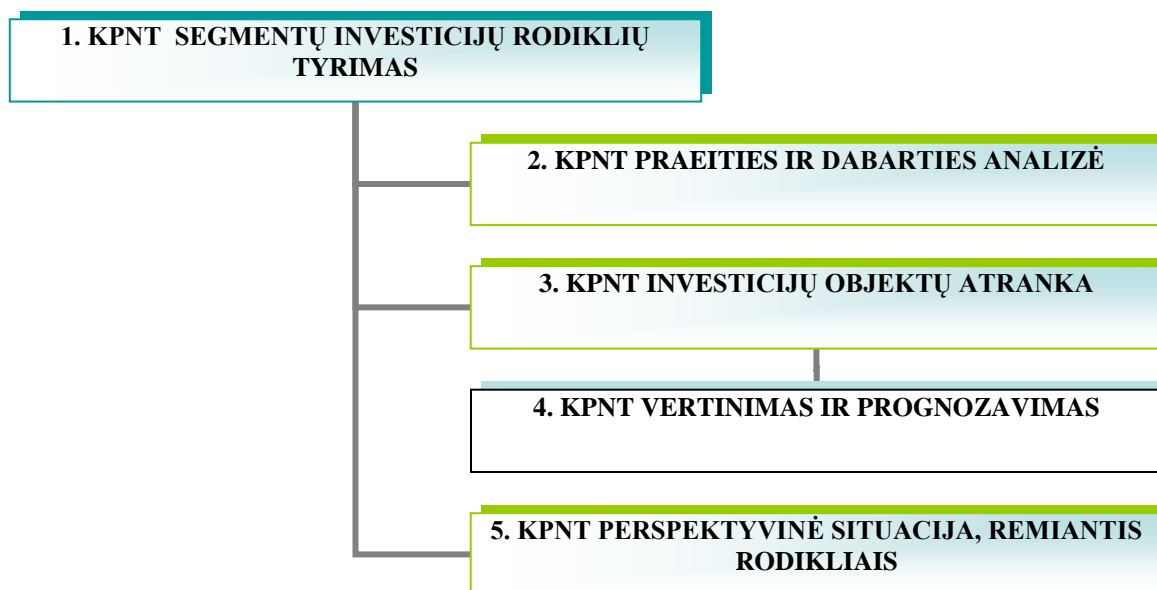 1. KPNT SEGMENTŲ INVESTICIJŲ RODIKLIŲ
TYRIMAS
2. KPNT PRAEITIES IR DABARTIES ANALIZĖ
3. KPNT INVESTICIJŲ OBJEKTŲ ATRANKA
4. KPNT VERTINIMAS IR PROGNOZAVIMAS
5. KPNT PERSPEKTYVINĖ SITUACIJA, REMIANTIS
RODIKLIAIS